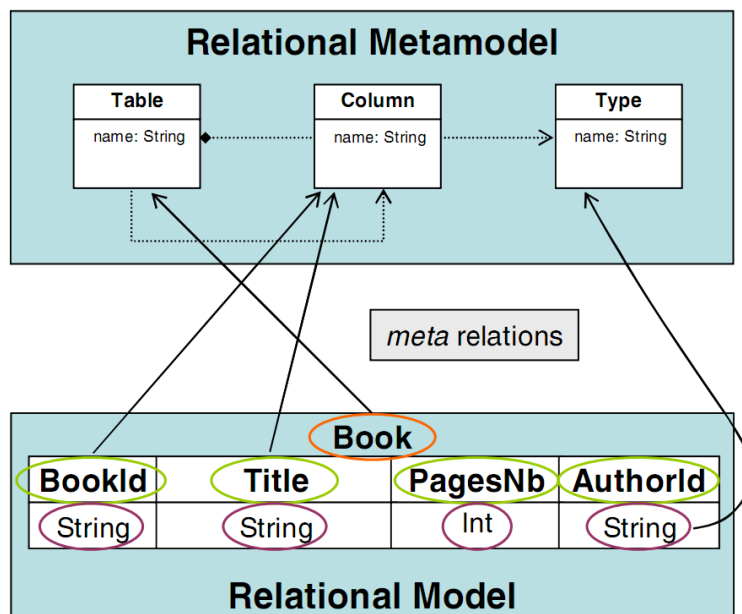 Relational Metamodel
Table Column Type
name: String name: String name: String
meta relations
Book
BookId Title PagesNb AuthorId
String String Int String
Relational Model